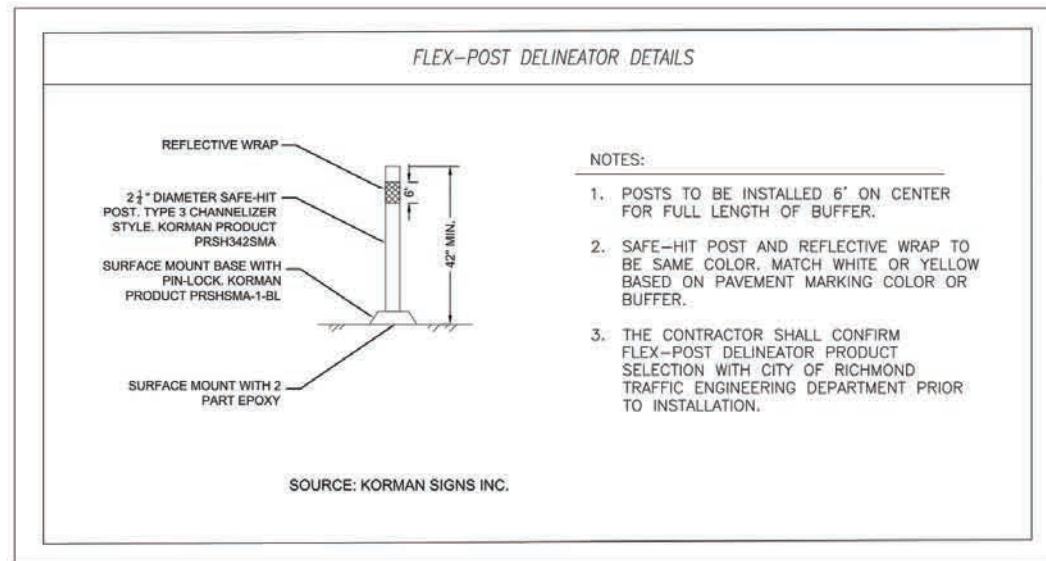 FLEX-POST DELINEATOR DETAILS
REFLECTIVE WRAP
2 1/4" DIAMETER SAFE-HIT
POST. TYPE 3 CHANNELIZER
STYLE. KORMAN PRODUCT
PRSH342SMA
SURFACE MOUNT BASE WITH
PIN-LOCK. KORMAN
PRODUCT PRSHSMA-1-BL
SURFACE MOUNT WITH 2
PART EPOXY
6"
42" MIN.
SOURCE: KORMAN SIGNS INC.
NOTES:
1. POSTS TO BE INSTALLED 6' ON CENTER
FOR FULL LENGTH OF BUFFER.
2. SAFE-HIT POST AND REFLECTIVE WRAP TO
BE SAME COLOR. MATCH WHITE OR YELLOW
BASED ON PAVEMENT MARKING COLOR OR
BUFFER.
3. THE CONTRACTOR SHALL CONFIRM
FLEX-POST DELINEATOR PRODUCT
SELECTION WITH CITY OF RICHMOND
TRAFFIC ENGINEERING DEPARTMENT PRIOR
TO INSTALLATION.